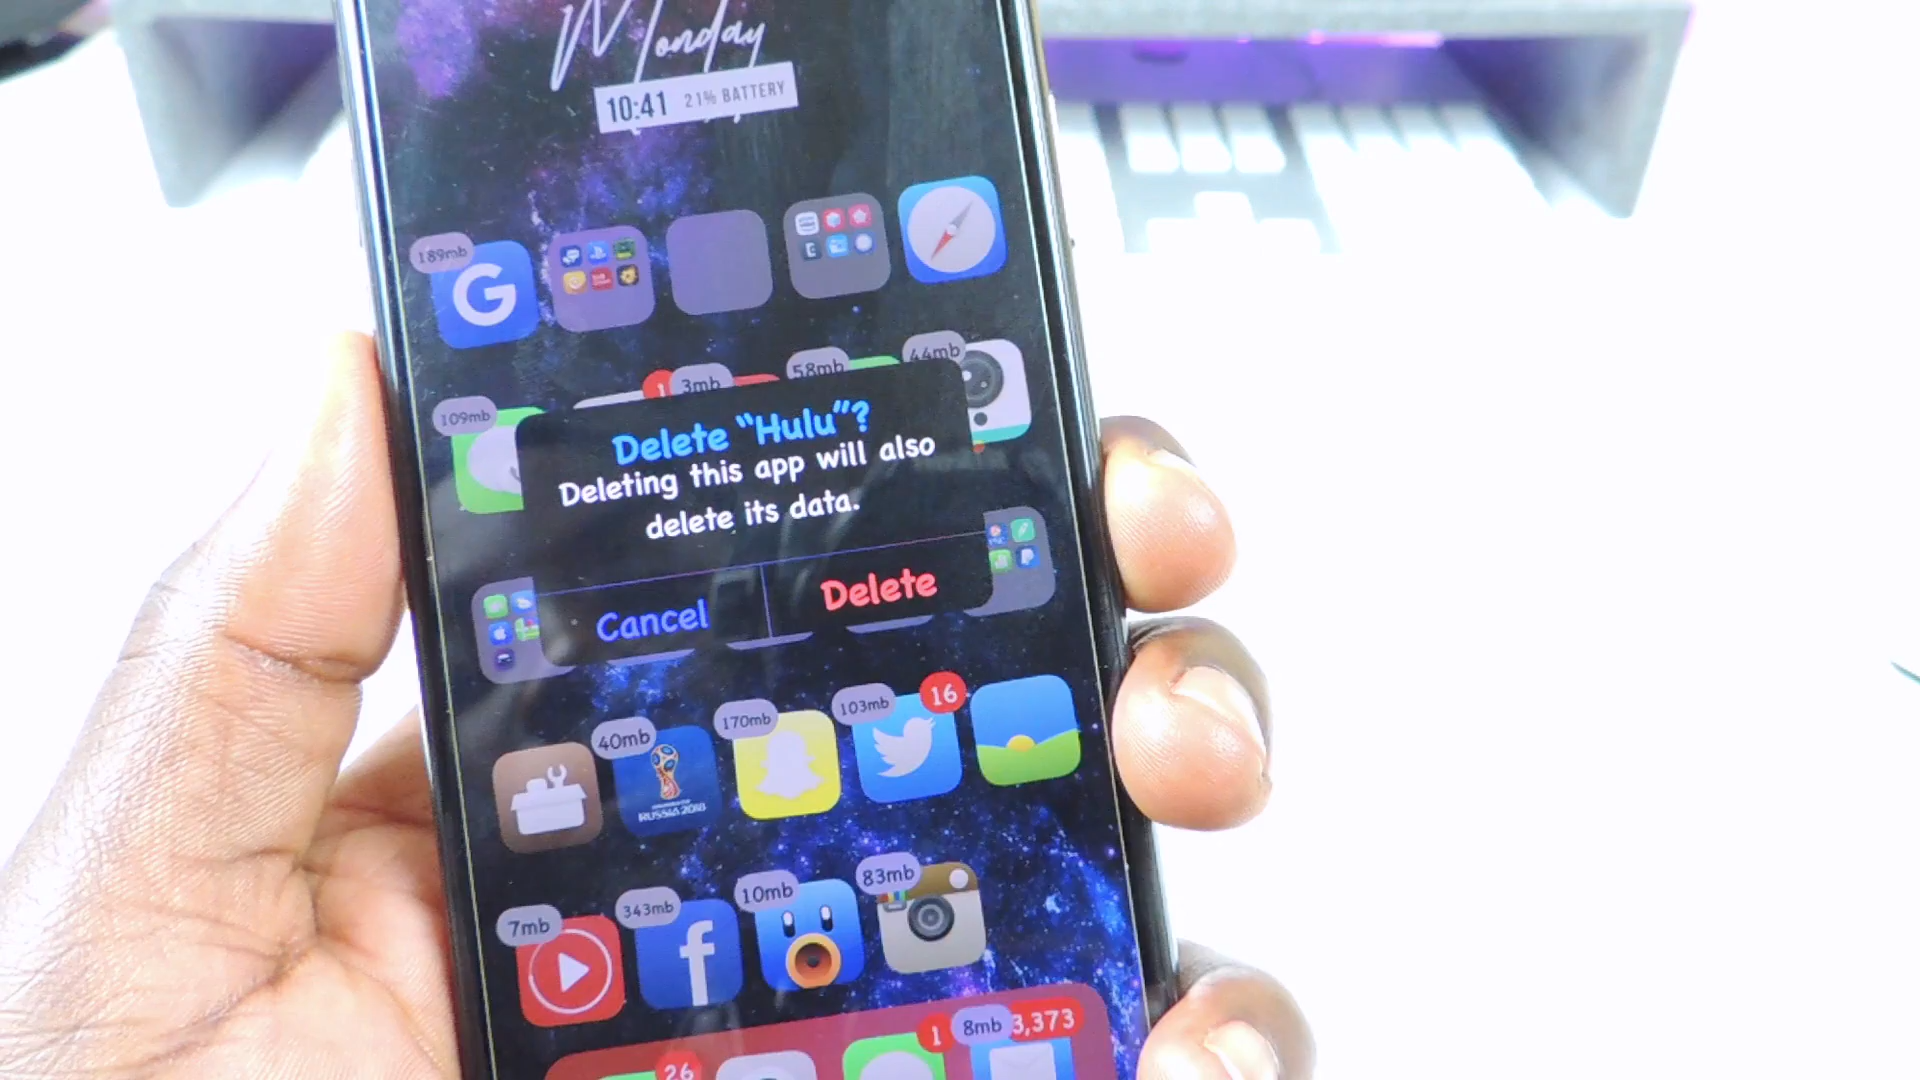 Monday
10:41 21% BATTERY
189mb
G
109mb
1
3mb
58mb
44mb
Delete “Hulu”?
Deleting this app will also
delete its data.
Cancel
Delete
40mb
RUSSIA 2018
170mb
103mb
16
7mb
343mb
f
10mb
83mb
26
1
8mb
3,373